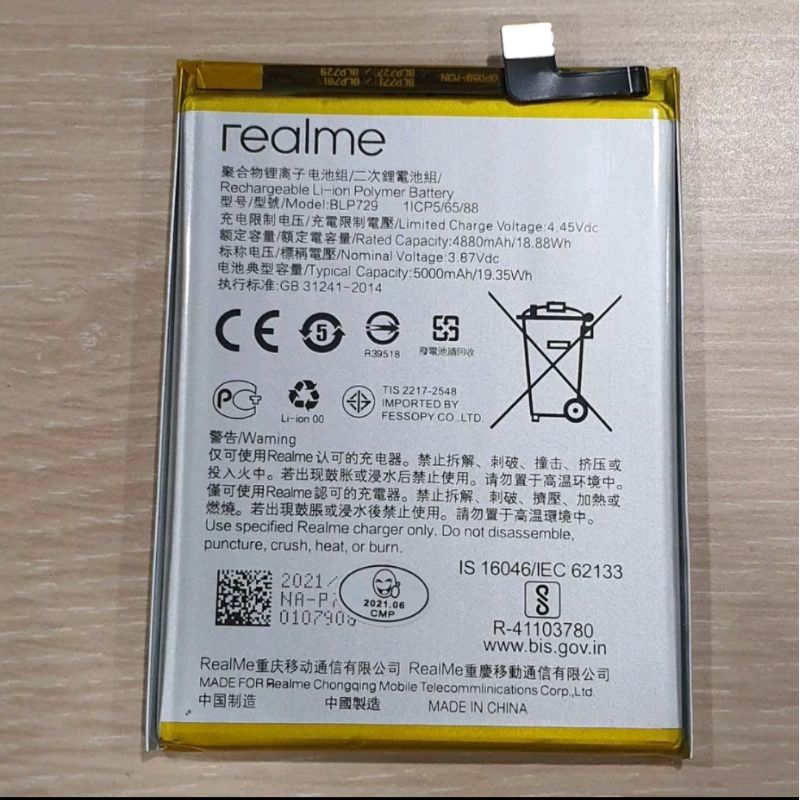 BLP729 BLP727 BLP771
BLP781
OP059-M3N
realme
聚合物锂离子电池组/二次鋰電池組/
Rechargeable Li-ion Polymer Battery
型号/型號/Model:BLP729 1ICP5/65/88
充电限制电压/充電限制電壓/Limited Charge Voltage:4.45Vdc
额定容量/額定容量/Rated Capacity:4880mAh/18.88Wh
标称电压/標稱電壓/Nominal Voltage:3.87Vdc
电池典型容量/Typical Capacity:5000mAh/19.35Wh
执行标准:GB 31241-2014
CE 5
R39518 廢電池請回收
PC
Li-ion 00
TIS 2217-2548
IMPORTED BY
FESSOPY CO.,LTD.
警告/Waming
仅可使用Realme认可的充电器。禁止拆解、刺破、撞击、挤压或
投入火中。若出现鼓胀或浸水后禁止使用。请勿置于高温环境中。
僅可使用Realme認可的充電器。禁止拆解、刺破、擠壓、加熱或
燃燒。若出現鼓脹或浸水後禁止使用。請勿置于高溫環境中。
Use specified Realme charger only. Do not disassemble,
puncture, crush, heat, or burn.
IS 16046/IEC 62133
2021/
NA-P
010790
2021.06
CMP
S
R-41103780
www.bis.gov.in
RealMe重庆移动通信有限公司 RealMe重慶移動通信有限公司
MADE FOR Realme Chongqing Mobile Telecommlinications Corp.,Ltd.
中国制造 中國製造 MADE IN CHINA